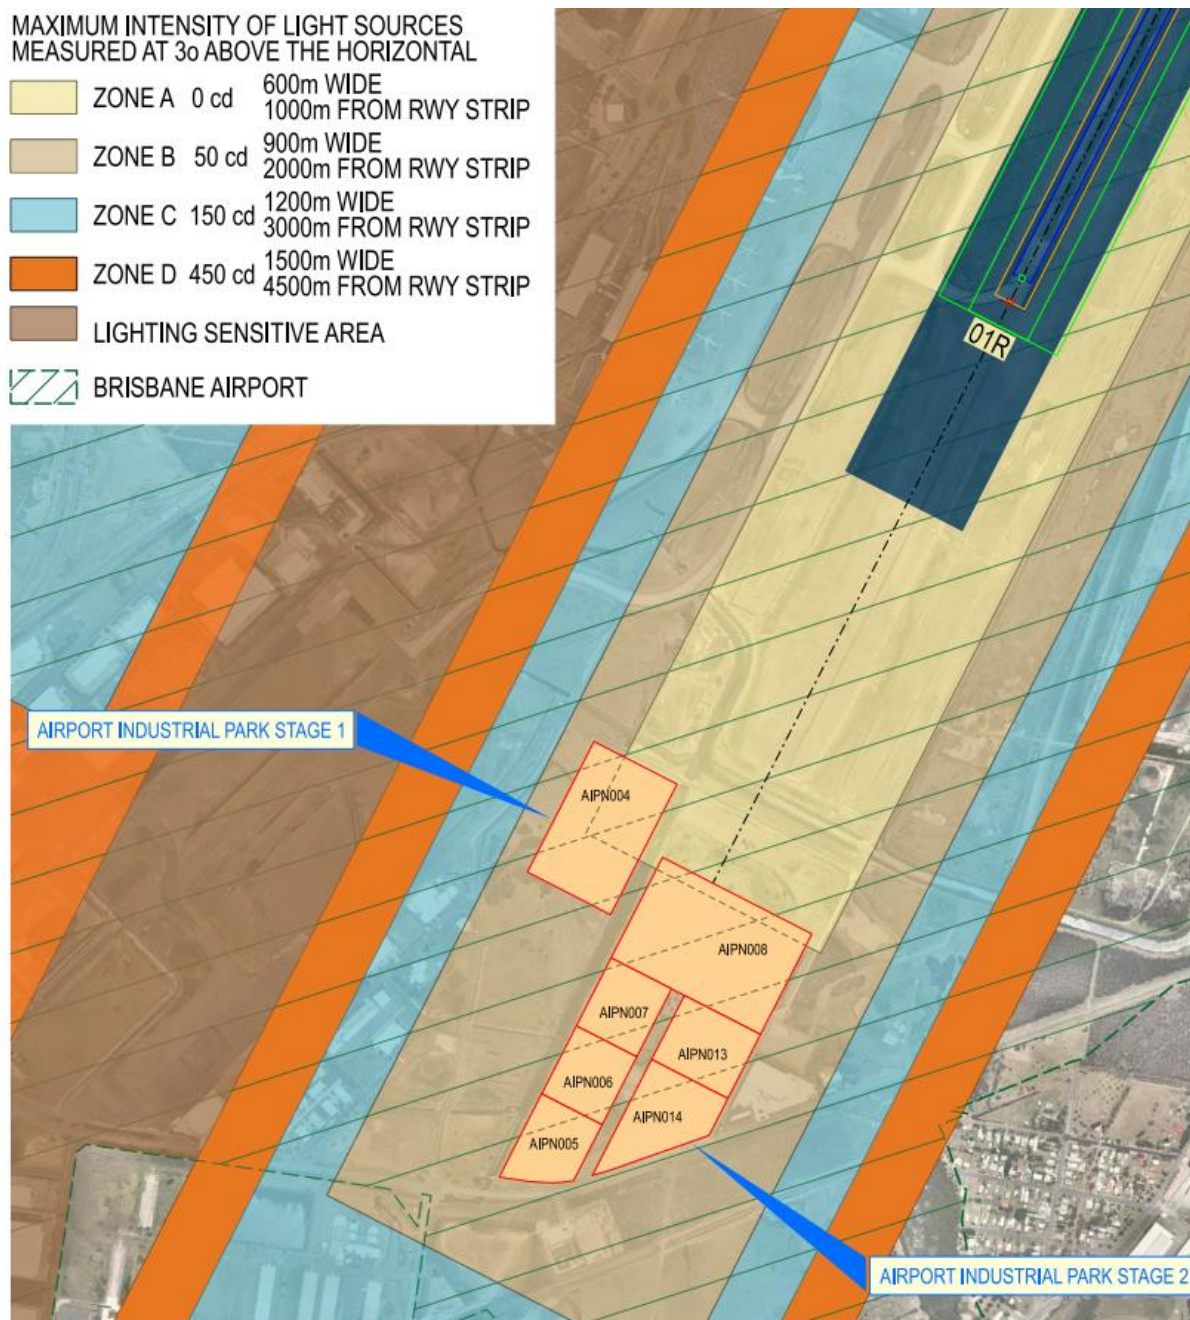 MAXIMUM INTENSITY OF LIGHT SOURCES
MEASURED AT 3o ABOVE THE HORIZONTAL
ZONE A 0 cd 600m WIDE
1000m FROM RWY STRIP
ZONE B 50 cd 900m WIDE
2000m FROM RWY STRIP
ZONE C 150 cd 1200m WIDE
3000m FROM RWY STRIP
ZONE D 450 cd 1500m WIDE
4500m FROM RWY STRIP
LIGHTING SENSITIVE AREA
BRISBANE AIRPORT
01R
AIRPORT INDUSTRIAL PARK STAGE 1
AIPN004
AIPN008
AIPN007
AIPN013
AIPN006
AIPN014
AIPN005
AIRPORT INDUSTRIAL PARK STAGE 2